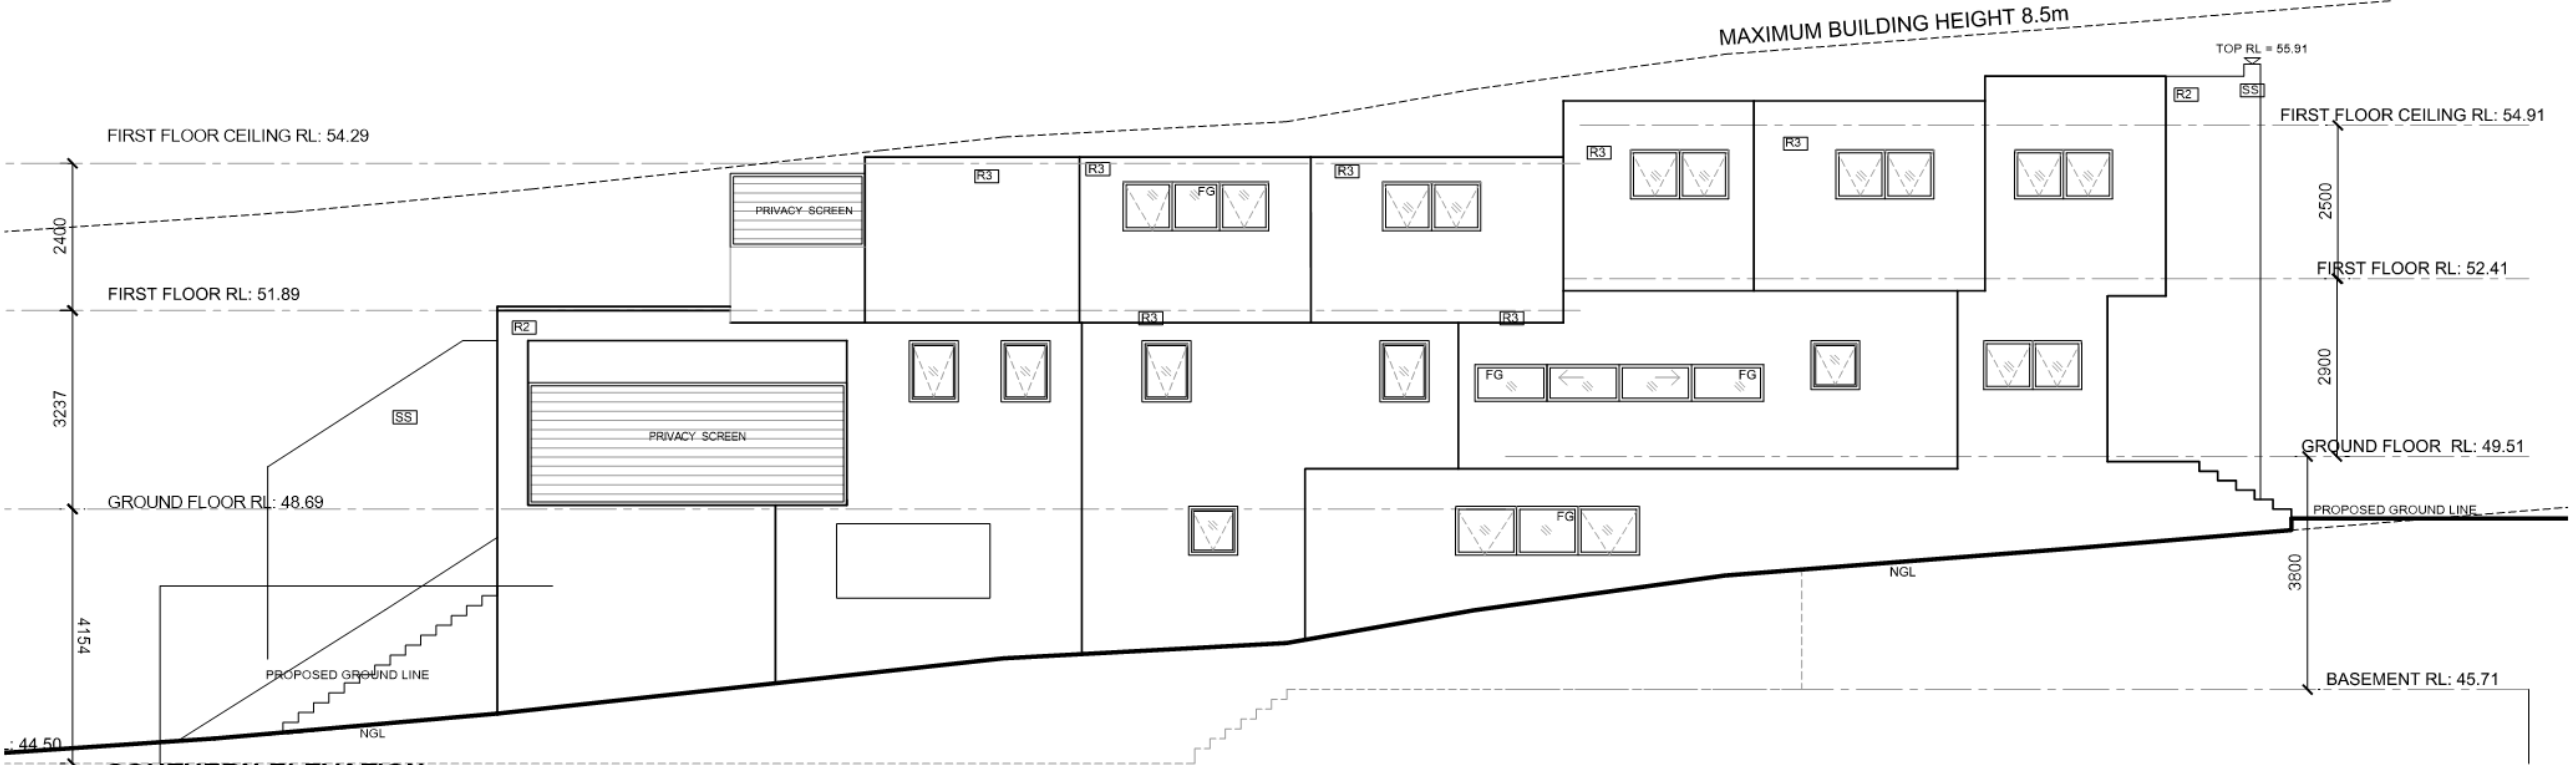 MAXIMUM BUILDING HEIGHT 8.5m
TOP RL = 55.91
R2
SS
FIRST FLOOR CEILING RL: 54.91
FIRST FLOOR CEILING RL: 54.29
R3
R3
R3
R3
R3
FG
PRIVACY SCREEN
2400
2500
FIRST FLOOR RL: 52.41
FIRST FLOOR RL: 51.89
R2
R3
R3
FG
FG
2900
3237
SS
PRIVACY SCREEN
GROUND FLOOR RL: 49.51
GROUND FLOOR RL: 48.69
FG
PROPOSED GROUND LINE
NGL
3800
4154
PROPOSED GROUND LINE
BASEMENT RL: 45.71
NGL
: 44.50